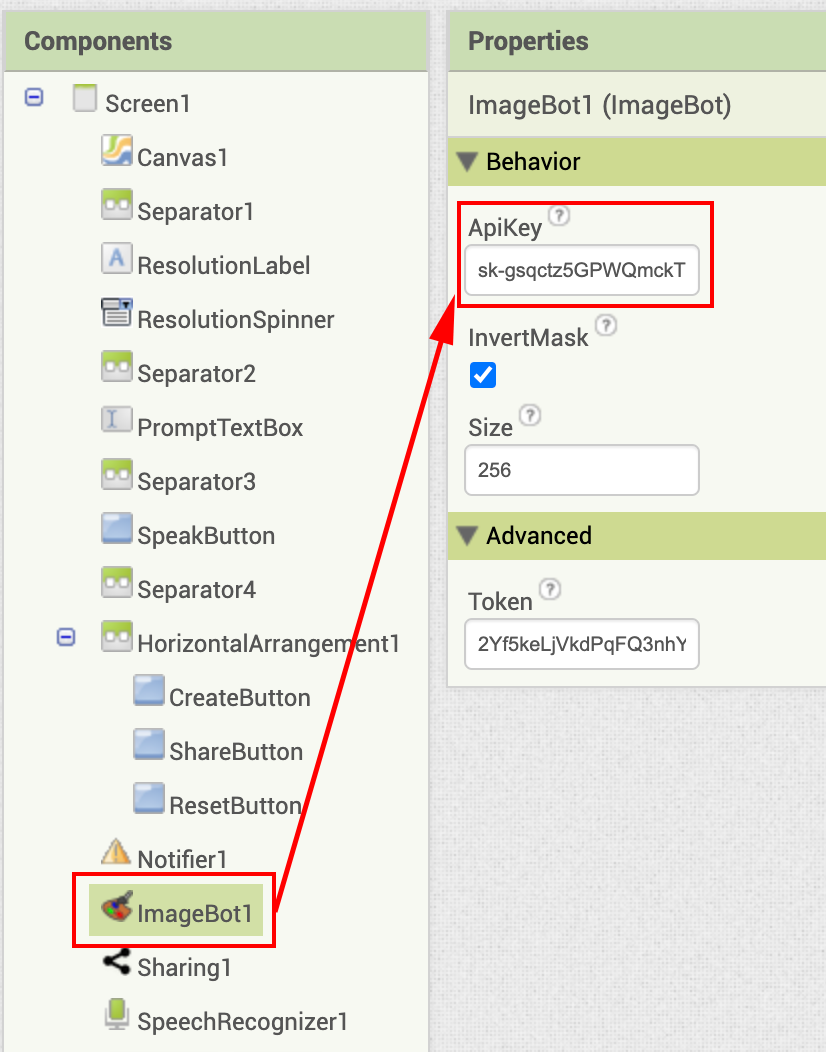 Components
Screen1
Canvas1
Separator1
ResolutionLabel
ResolutionSpinner
Separator2
PromptTextBox
Separator3
SpeakButton
Separator4
HorizontalArrangement1
CreateButton
ShareButton
ResetButton
Notifier1
ImageBot1
Sharing1
SpeechRecognizer1
Properties
ImageBot1 (ImageBot)
Behavior
ApiKey ?
sk-gsqctz5GPWQmckT
InvertMask ?
Size ?
256
Advanced
Token ?
2Yf5keLjVkdPqFQ3nhY